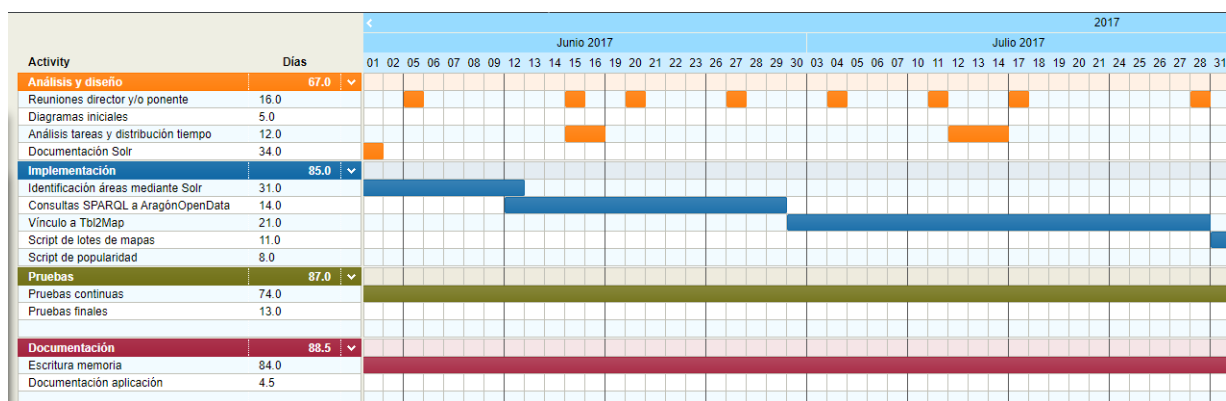 2017
Junio 2017 Julio 2017
Activity Días 01 02 05 06 07 08 09 12 13 14 15 16 19 20 21 22 23 26 27 28 29 30 03 04 05 06 07 10 11 12 13 14 17 18 19 20 21 24 25 26 27 28 31
Análisis y diseño 67.0
Reuniones director y/o ponente 16.0
Diagramas iniciales 5.0
Análisis tareas y distribución tiempo 12.0
Documentación Solr 34.0
Implementación 85.0
Identificación áreas mediante Solr 31.0
Consultas SPARQL a AragónOpenData 14.0
Vínculo a Tbl2Map 21.0
Script de lotes de mapas 11.0
Script de popularidad 8.0
Pruebas 87.0
Pruebas continuas 74.0
Pruebas finales 13.0
Documentación 88.5
Escritura memoria 84.0
Documentación aplicación 4.5